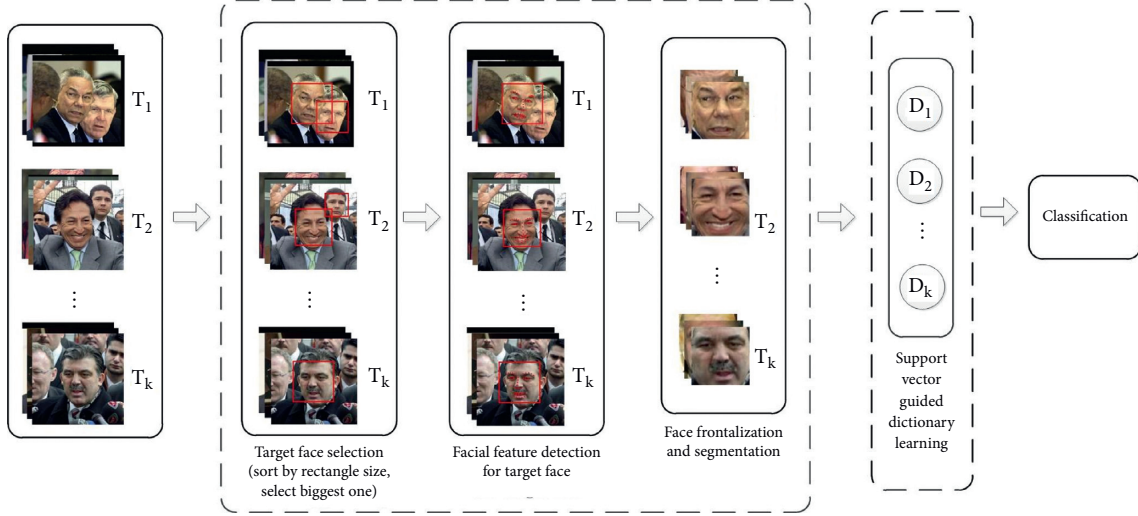 T1
T2
⋮
Tk
T1
T2
⋮
Tk
Target face selection
(sort by rectangle size,
select biggest one)
T1
T2
⋮
Tk
Facial feature detection
for target face
T1
T2
⋮
Tk
Face frontalization
and segmentation
D1
D2
⋮
Dk
Support
vector
guided
dictionary
learning
Classification